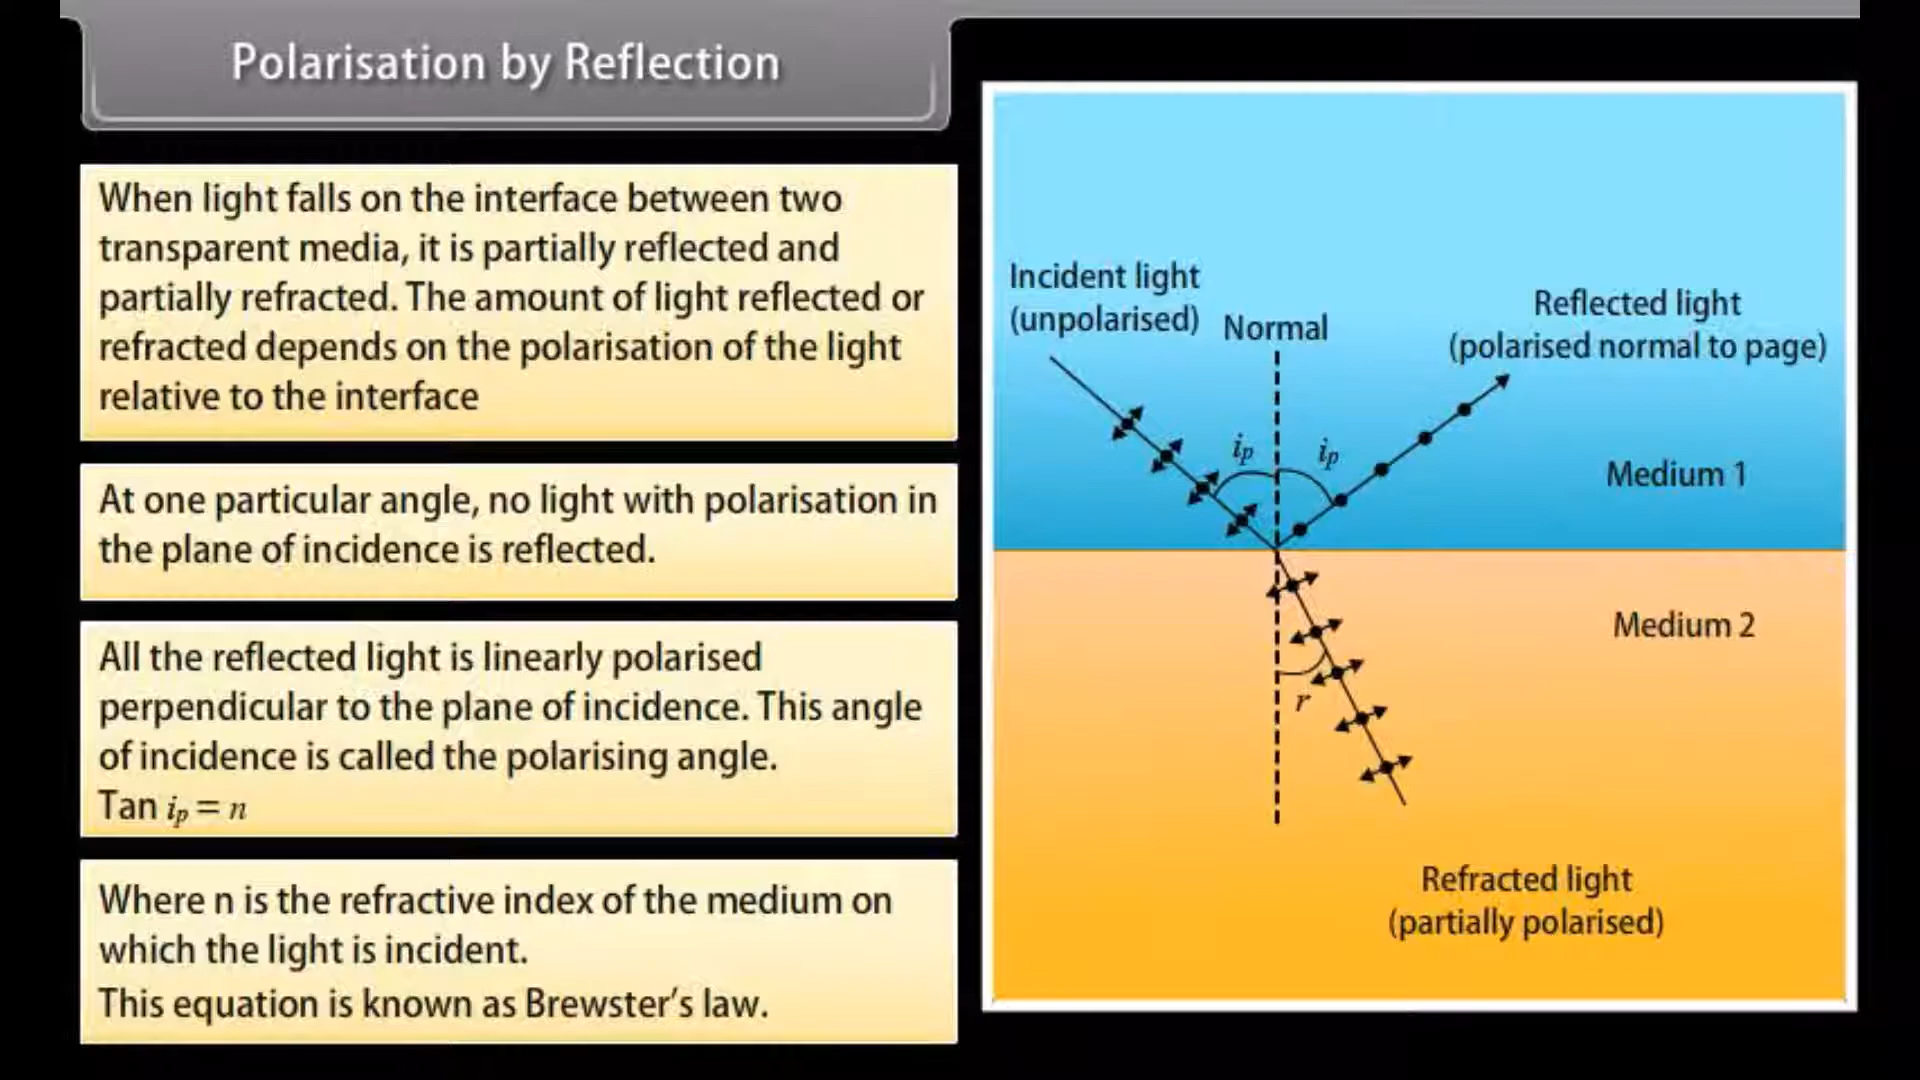 Polarisation by Reflection
When light falls on the interface between two
transparent media, it is partially reflected and
partially refracted. The amount of light reflected or
refracted depends on the polarisation of the light
relative to the interface
At one particular angle, no light with polarisation in
the plane of incidence is reflected.
All the reflected light is linearly polarised
perpendicular to the plane of incidence. This angle
of incidence is called the polarising angle.
Tan iₚ = n
Where n is the refractive index of the medium on
which the light is incident.
This equation is known as Brewster’s law.
Incident light
(unpolarised)
Normal
Reflected light
(polarised normal to page)
iₚ
iₚ
Medium 1
Medium 2
r
Refracted light
(partially polarised)